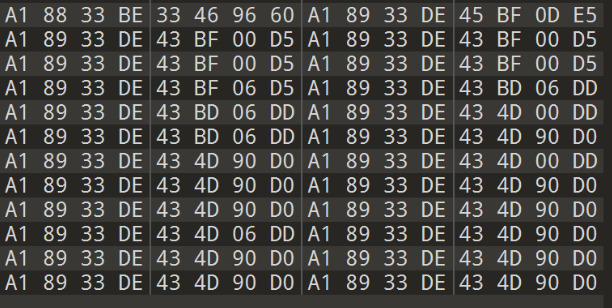 A1 88 33 BE 33 46 96 60 A1 89 33 DE 45 BF 0D E5
A1 89 33 DE 43 BF 00 D5 A1 89 33 DE 43 BF 00 D5
A1 89 33 DE 43 BF 00 D5 A1 89 33 DE 43 BF 00 D5
A1 89 33 DE 43 BF 06 D5 A1 89 33 DE 43 BD 06 DD
A1 89 33 DE 43 BD 06 DD A1 89 33 DE 43 4D 00 DD
A1 89 33 DE 43 BD 06 DD A1 89 33 DE 43 4D 90 D0
A1 89 33 DE 43 4D 90 D0 A1 89 33 DE 43 4D 00 DD
A1 89 33 DE 43 4D 90 D0 A1 89 33 DE 43 4D 90 D0
A1 89 33 DE 43 4D 90 D0 A1 89 33 DE 43 4D 90 D0
A1 89 33 DE 43 4D 06 DD A1 89 33 DE 43 4D 90 D0
A1 89 33 DE 43 4D 90 D0 A1 89 33 DE 43 4D 90 D0
A1 89 33 DE 43 4D 90 D0 A1 89 33 DE 43 4D 90 D0